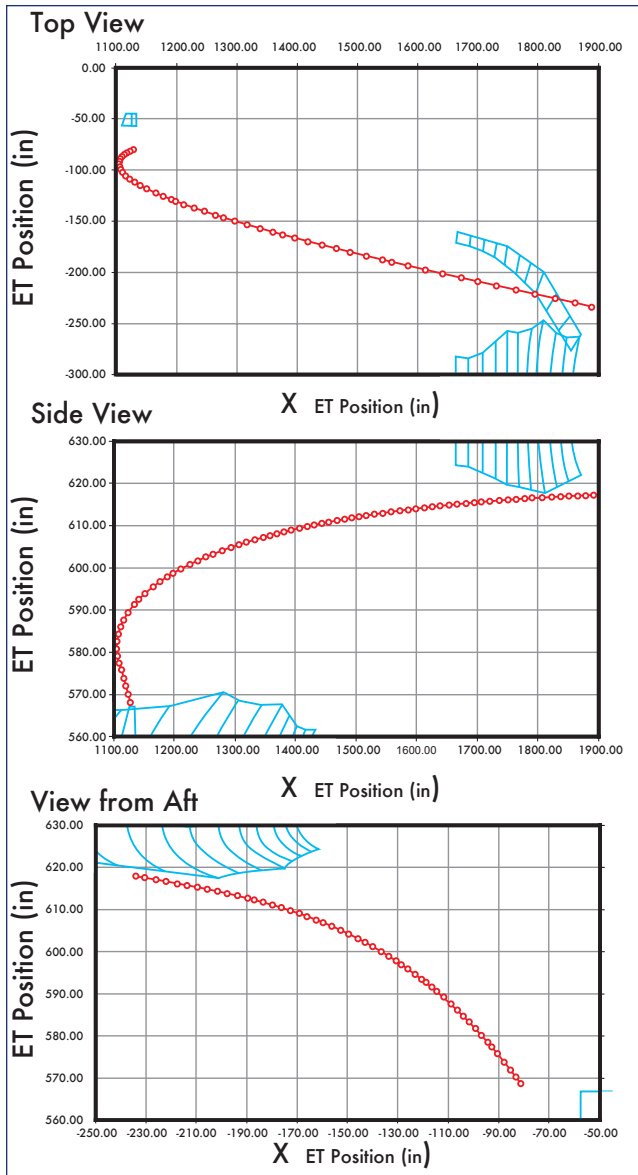 Top View
1100.00 1200.00 1300.00 1400.00 1500.00 1600.00 1700.00 1800.00 1900.00
0.00
-50.00
-100.00
-150.00
-200.00
-250.00
-300.00
ET Position (in)
X ET Position (in)
Side View
630.00
620.00
610.00
600.00
590.00
580.00
570.00
560.00
ET Position (in)
1100.00 1200.00 1300.00 1400.00 1500.00 1600.00 1700.00 1800.00 1900.00
X ET Position (in)
View from Aft
630.00
620.00
610.00
600.00
590.00
580.00
570.00
560.00
ET Position (in)
-250.00 -230.00 -210.00 -190.00 -170.00 -150.00 -130.00 -110.00 -90.00 -70.00 -50.00
X ET Position (in)